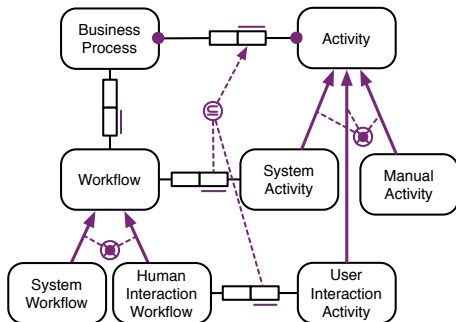 Business
Process
Activity
Workflow
System
Activity
Manual
Activity
System
Workflow
Human
Interaction
Workflow
User
Interaction
Activity